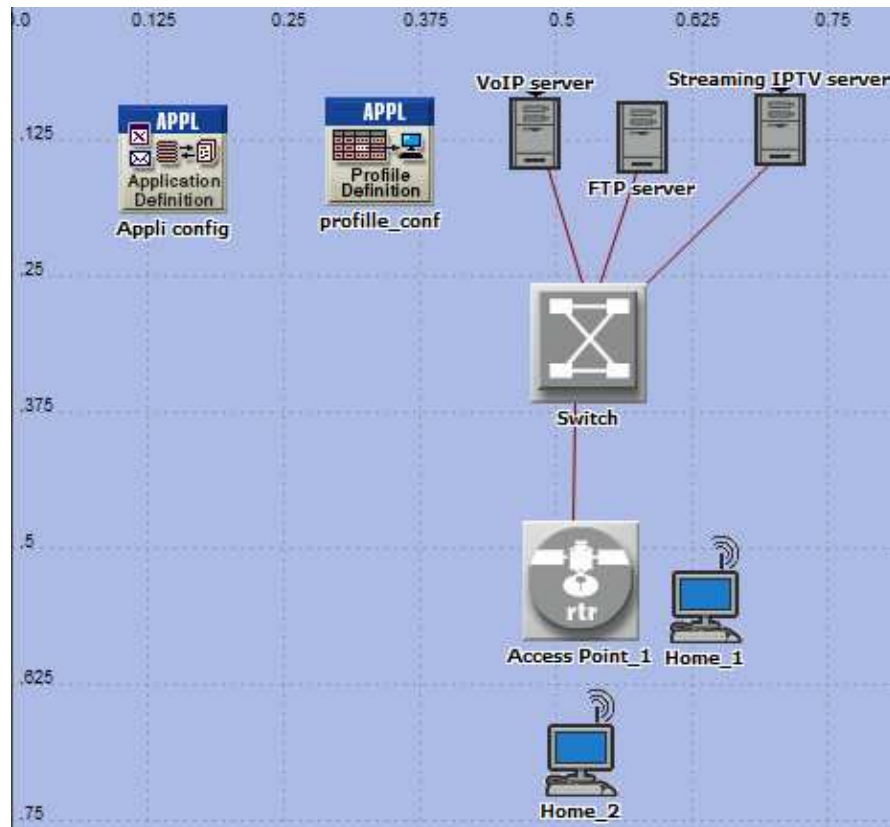 0.0 0.125 0.25 0.375 0.5 0.625 0.75
VoIP server
Streaming IPTV server
APPL
APPL
.125
Application
Definition
Profiile
Definition
FTP server
Appli config
profille_conf
.25
.375
Switch
.5
rtr
Access Point_1
Home_1
.625
Home_2
.75